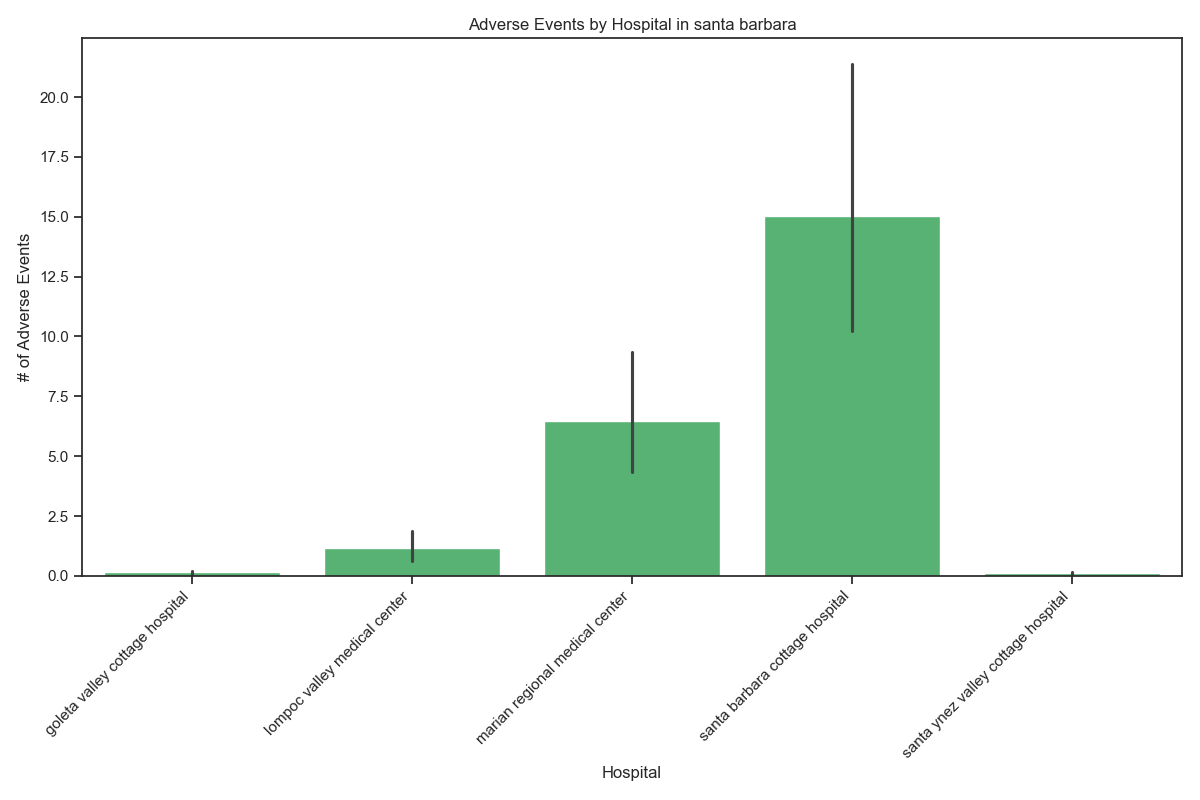 Adverse Events by Hospital in santa barbara
# of Adverse Events
20.0
17.5
15.0
12.5
10.0
7.5
5.0
2.5
0.0
goleta valley cottage hospital
lompoc valley medical center
marian regional medical center
santa barbara cottage hospital
santa ynez valley cottage hospital
Hospital